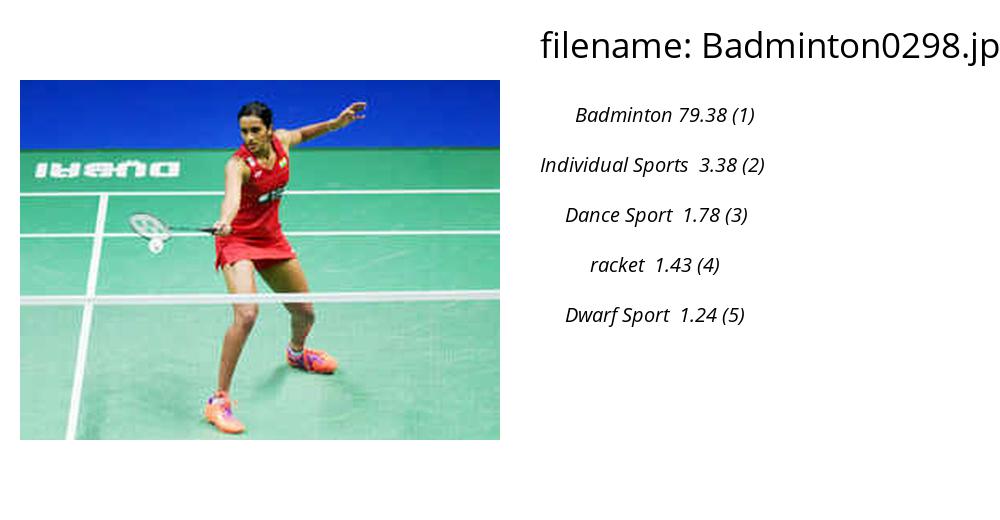 filename: Badminton0298.jp
Badminton 79.38 (1)
Individual Sports 3.38 (2)
Dance Sport 1.78 (3)
racket 1.43 (4)
Dwarf Sport 1.24 (5)
DUBAI